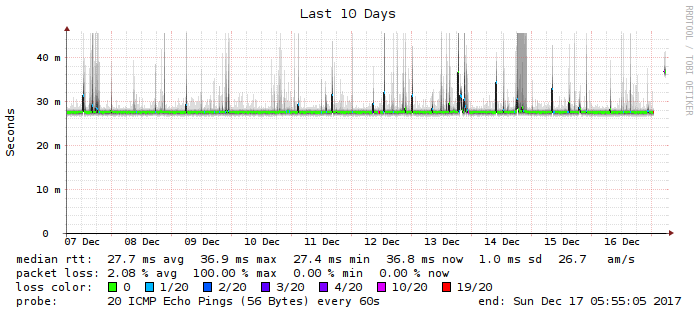 Last 10 Days
RRDTOOL / TOBI OETIKER
Seconds
40 m
30 m
20 m
10 m
0
07 Dec 08 Dec 09 Dec 10 Dec 11 Dec 12 Dec 13 Dec 14 Dec 15 Dec 16 Dec
median rtt: 27.7 ms avg 36.9 ms max 27.4 ms min 36.8 ms now 1.0 ms sd 26.7 am/s
packet loss: 2.08 % avg 100.00 % max 0.00 % min 0.00 % now
loss color: 0 1/20 2/20 3/20 4/20 10/20 19/20
probe: 20 ICMP Echo Pings (56 Bytes) every 60s end: Sun Dec 17 05:55:05 2017